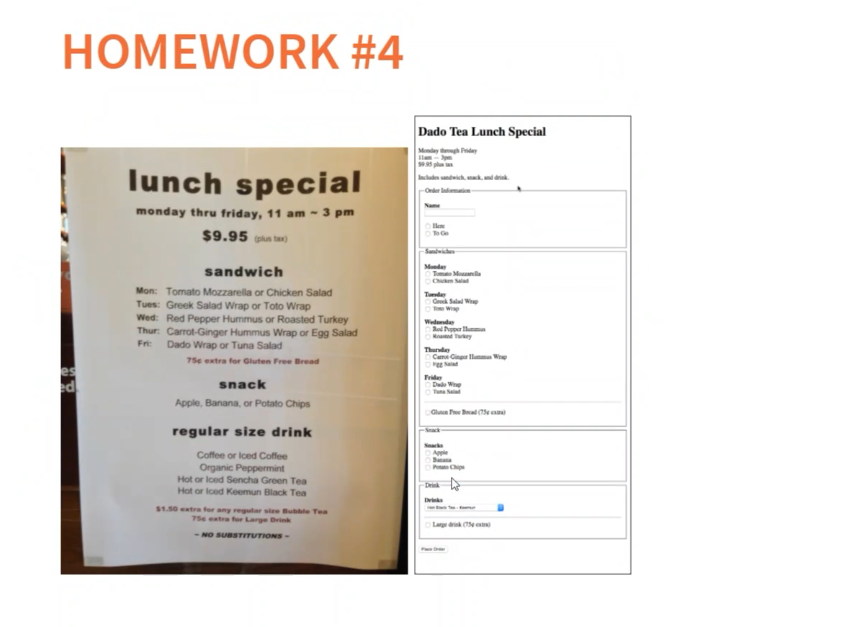 HOMEWORK #4
lunch special
monday thru friday, 11 am ~ 3 pm
$9.95 (plus tax)
sandwich
Mon: Tomato Mozzarella or Chicken Salad
Tues: Greek Salad Wrap or Toto Wrap
Wed: Red Pepper Hummus or Roasted Turkey
Thur: Carrot-Ginger Hummus Wrap or Egg Salad
Fri: Dado Wrap or Tuna Salad
75¢ extra for Gluten Free Bread
snack
Apple, Banana, or Potato Chips
regular size drink
Coffee or Iced Coffee
Organic Peppermint
Hot or Iced Sencha Green Tea
Hot or Iced Keemun Black Tea
$1.50 extra for any regular size Bubble Tea
75¢ extra for Large Drink
~ NO SUBSTITUTIONS ~
es
ed
Dado Tea Lunch Special
Monday through Friday
11am — 3pm
$9.95 plus tax
Includes sandwich, snack, and drink.
Order Information
Name
Here
To Go
Sandwiches
Monday
Tomato Mozzarella
Chicken Salad
Tuesday
Greek Salad Wrap
Toto Wrap
Wednesday
Red Pepper Hummus
Roasted Turkey
Thursday
Carrot-Ginger Hummus Wrap
Egg Salad
Friday
Dado Wrap
Tuna Salad
Gluten Free Bread (75¢ extra)
Snack
Snacks
Apple
Banana
Potato Chips
Drink
Drinks
Hot Black Tea - Keemun
Large drink (75¢ extra)
Place Order